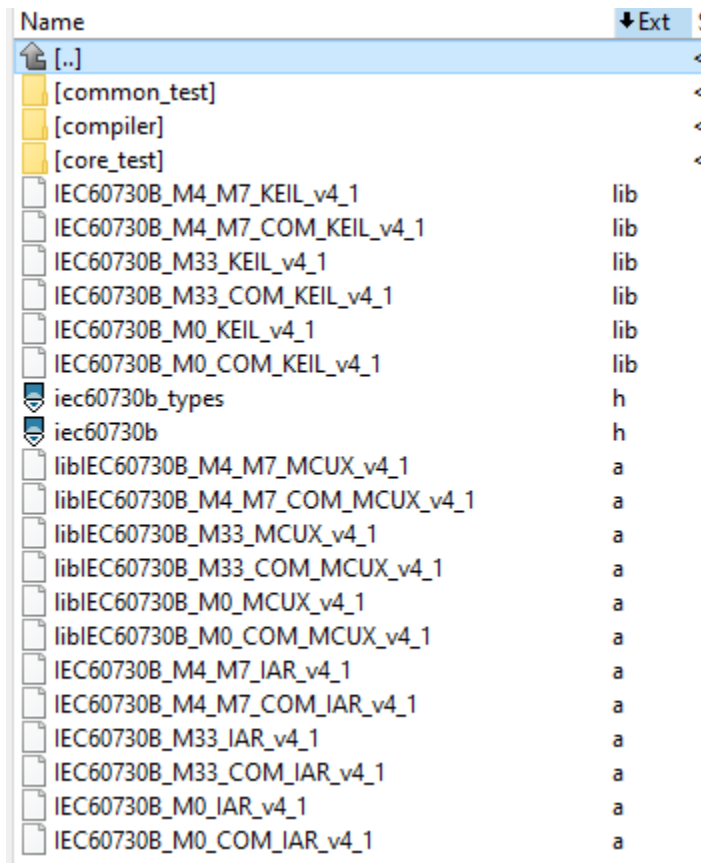 Name Ext
[..]
[common_test]
[compiler]
[core_test]
IEC60730B_M4_M7_KEIL_v4_1 lib
IEC60730B_M4_M7_COM_KEIL_v4_1 lib
IEC60730B_M33_KEIL_v4_1 lib
IEC60730B_M33_COM_KEIL_v4_1 lib
IEC60730B_M0_KEIL_v4_1 lib
IEC60730B_M0_COM_KEIL_v4_1 lib
iec60730b_types h
iec60730b h
libIEC60730B_M4_M7_MCUX_v4_1 a
libIEC60730B_M4_M7_COM_MCUX_v4_1 a
libIEC60730B_M33_MCUX_v4_1 a
libIEC60730B_M33_COM_MCUX_v4_1 a
libIEC60730B_M0_MCUX_v4_1 a
libIEC60730B_M0_COM_MCUX_v4_1 a
IEC60730B_M4_M7_IAR_v4_1 a
IEC60730B_M4_M7_COM_IAR_v4_1 a
IEC60730B_M33_IAR_v4_1 a
IEC60730B_M33_COM_IAR_v4_1 a
IEC60730B_M0_IAR_v4_1 a
IEC60730B_M0_COM_IAR_v4_1 a